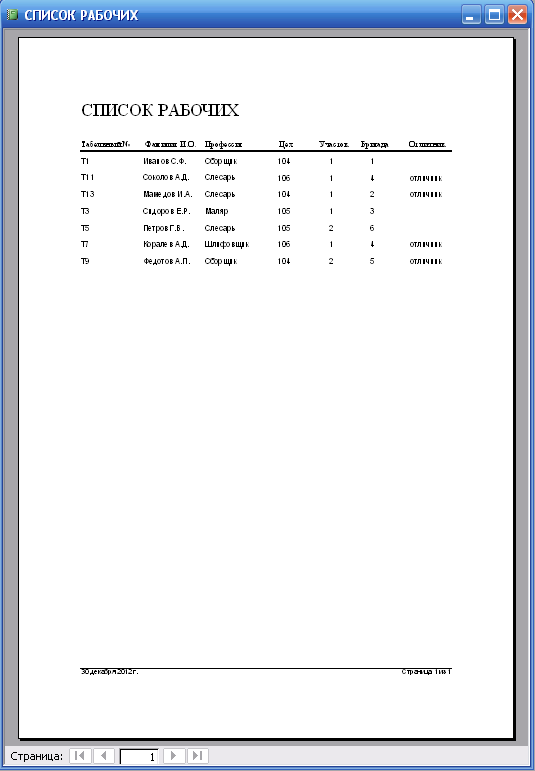 СПИСОК РАБОЧИХ
СПИСОК РАБОЧИХ
Табельный№ Фамилия И.О. Профессия Цех Участок Бригада Отличник
Т1 Иванов С.Ф. Сборщик 104 1 1
Т11 Соколов А.Д. Слесарь 106 1 4 отличник
Т13 Мамедов И.А. Слесарь 104 1 2 отличник
Т3 Сидоров Е.Р. Маляр 105 1 3
Т5 Петров Г.В. Слесарь 105 2 6
Т7 Королев А.Д. Шлифовщик 106 1 4 отличник
Т9 Федотов А.П. Сборщик 104 2 5 отличник
30 декабря 2012 г. Страница 1 из 1
Страница: 1